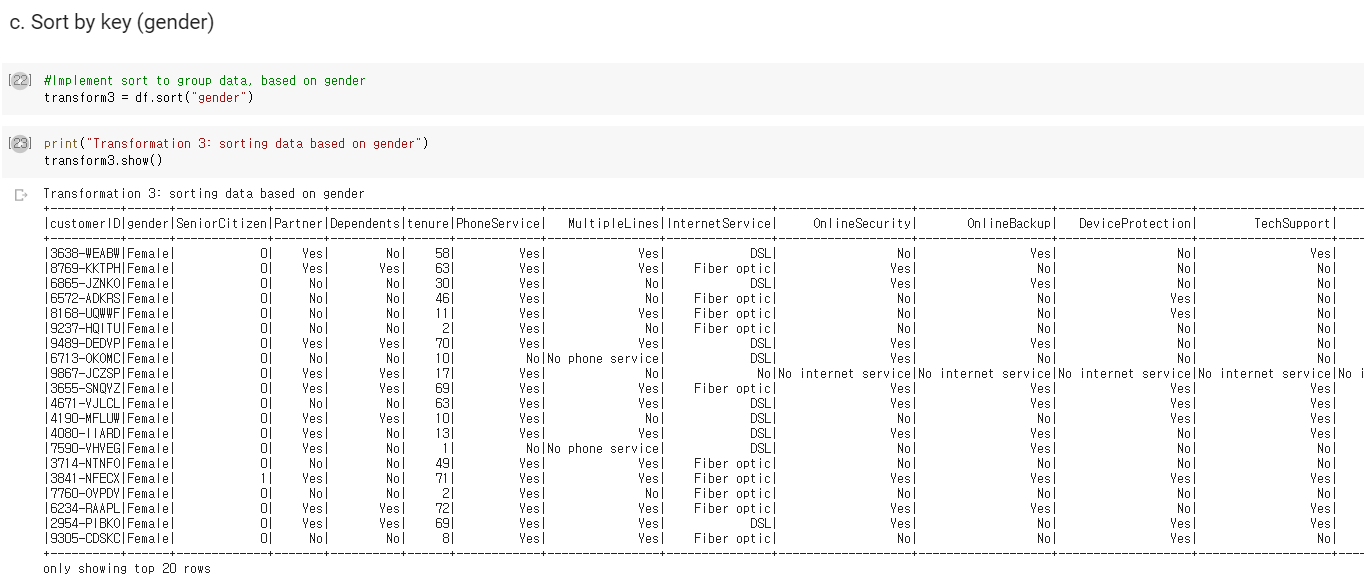 c. Sort by key (gender)
[22] #Implement sort to group data, based on gender
transform3 = df.sort("gender")
[23] print("Transformation 3: sorting data based on gender")
transform3.show()
Transformation 3: sorting data based on gender
|customerID|gender|SeniorCitizen|Partner|Dependents|tenure|PhoneService|   MultipleLines|InternetService|     OnlineSecurity|       OnlineBackup|   DeviceProtection|        TechSupport|
|3638-WEABW|Female|            0|    Yes|        No|    58|         Yes|             Yes|            DSL|                 No|                Yes|                 No|                Yes|
|8769-KKTPH|Female|            0|    Yes|       Yes|    63|         Yes|             Yes|    Fiber optic|                Yes|                 No|                 No|                 No|
|6865-JZNKO|Female|            0|     No|        No|    30|         Yes|              No|            DSL|                Yes|                Yes|                 No|                 No|
|6572-ADKRS|Female|            0|     No|        No|    46|         Yes|              No|    Fiber optic|                 No|                 No|                Yes|                 No|
|8168-UQWWF|Female|            0|     No|        No|    11|         Yes|             Yes|    Fiber optic|                 No|                 No|                 No|                 No|
|9237-HQITU|Female|            0|     No|        No|     2|         Yes|              No|    Fiber optic|                 No|                 No|                 No|                 No|
|9489-DEDVP|Female|            0|    Yes|       Yes|    70|         Yes|             Yes|            DSL|                Yes|                Yes|                 No|                 No|
|6713-OKOMC|Female|            0|     No|        No|    10|          No|No phone service|            DSL|                Yes|                 No|                 No|                 No|
|9867-JCZSP|Female|            0|    Yes|       Yes|    17|         Yes|              No|             No|No internet service|No internet service|No internet service|No internet service|No i
|3655-SNQYZ|Female|            0|    Yes|       Yes|    69|         Yes|             Yes|    Fiber optic|                Yes|                Yes|                Yes|                Yes|
|4671-VJLCL|Female|            0|     No|        No|    63|         Yes|             Yes|            DSL|                Yes|                Yes|                Yes|                Yes|
|4190-MFLUW|Female|            0|    Yes|       Yes|    10|         Yes|              No|            DSL|                 No|                 No|                Yes|                Yes|
|4080-IIARD|Female|            0|    Yes|        No|    13|         Yes|             Yes|            DSL|                Yes|                Yes|                 No|                Yes|
|7590-VHVEG|Female|            0|    Yes|        No|     1|          No|No phone service|            DSL|                 No|                Yes|                 No|                 No|
|3714-NTNFO|Female|            0|     No|        No|    49|         Yes|             Yes|    Fiber optic|                 No|                 No|                 No|                 No|
|3841-NFECX|Female|            1|    Yes|        No|    71|         Yes|             Yes|    Fiber optic|                Yes|                Yes|                Yes|                Yes|
|7760-OYPDY|Female|            0|     No|        No|     2|         Yes|              No|    Fiber optic|                 No|                Yes|                 No|                 No|
|6234-RAAPL|Female|            0|    Yes|       Yes|    72|         Yes|             Yes|    Fiber optic|                Yes|                Yes|                 No|                Yes|
|2954-PIBKO|Female|            0|    Yes|       Yes|    69|         Yes|             Yes|            DSL|                Yes|                 No|                Yes|                Yes|
|9305-CDSKC|Female|            0|     No|        No|     8|         Yes|             Yes|    Fiber optic|                 No|                 No|                Yes|                 No|
only showing top 20 rows